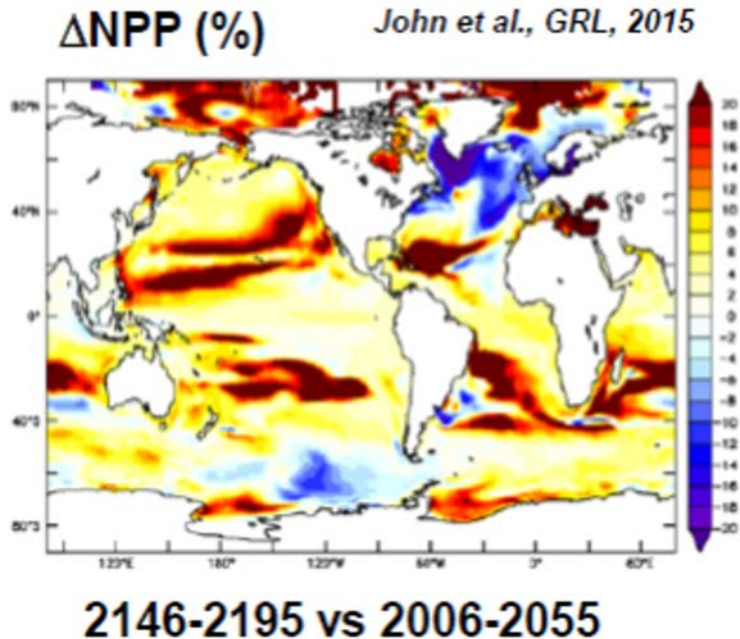 ΔNPP (%)
John et al., GRL, 2015
80°N
40°N
0°
40°S
80°S
120°E
180°
120°W
60°W
0°
60°E
20
18
16
14
12
10
8
6
4
2
0
-2
-4
-6
-8
-10
-12
-14
-16
-18
-20
2146-2195 vs 2006-2055